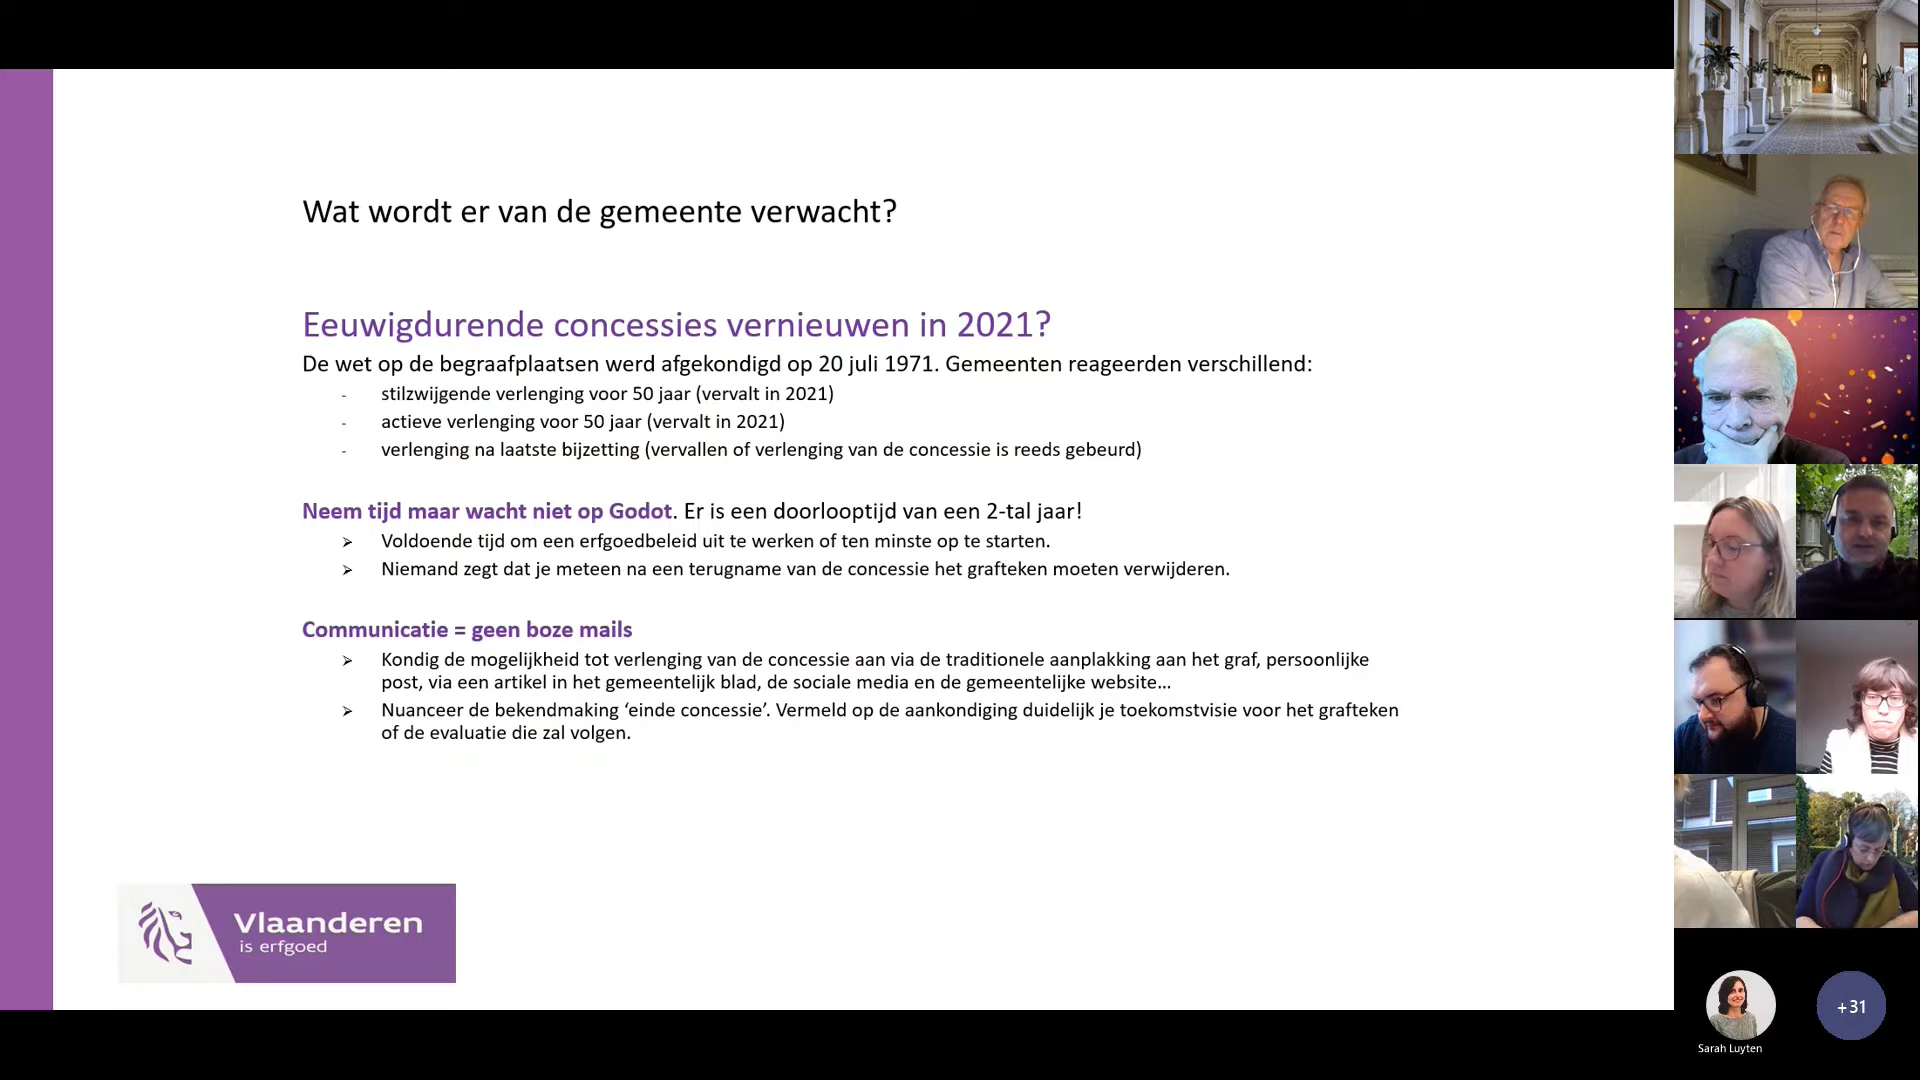 Wat wordt er van de gemeente verwacht?
Eeuwigdurende concessies vernieuwen in 2021?
De wet op de begraafplaatsen werd afgekondigd op 20 juli 1971. Gemeenten reageerden verschillend:
- stilzwijgende verlenging voor 50 jaar (vervalt in 2021)
- actieve verlenging voor 50 jaar (vervalt in 2021)
- verlenging na laatste bijzetting (vervallen of verlenging van de concessie is reeds gebeurd)
Neem tijd maar wacht niet op Godot. Er is een doorlooptijd van een 2-tal jaar!
➢ Voldoende tijd om een erfgoedbeleid uit te werken of ten minste op te starten.
➢ Niemand zegt dat je meteen na een terugname van de concessie het grafteken moeten verwijderen.
Communicatie = geen boze mails
➢ Kondig de mogelijkheid tot verlenging van de concessie aan via de traditionele aanplakking aan het graf, persoonlijke
post, via een artikel in het gemeentelijk blad, de sociale media en de gemeentelijke website…
➢ Nuanceer de bekendmaking ‘einde concessie’. Vermeld op de aankondiging duidelijk je toekomstvisie voor het grafteken
of de evaluatie die zal volgen.
Vlaanderen
is erfgoed
+31
Sarah Luyten